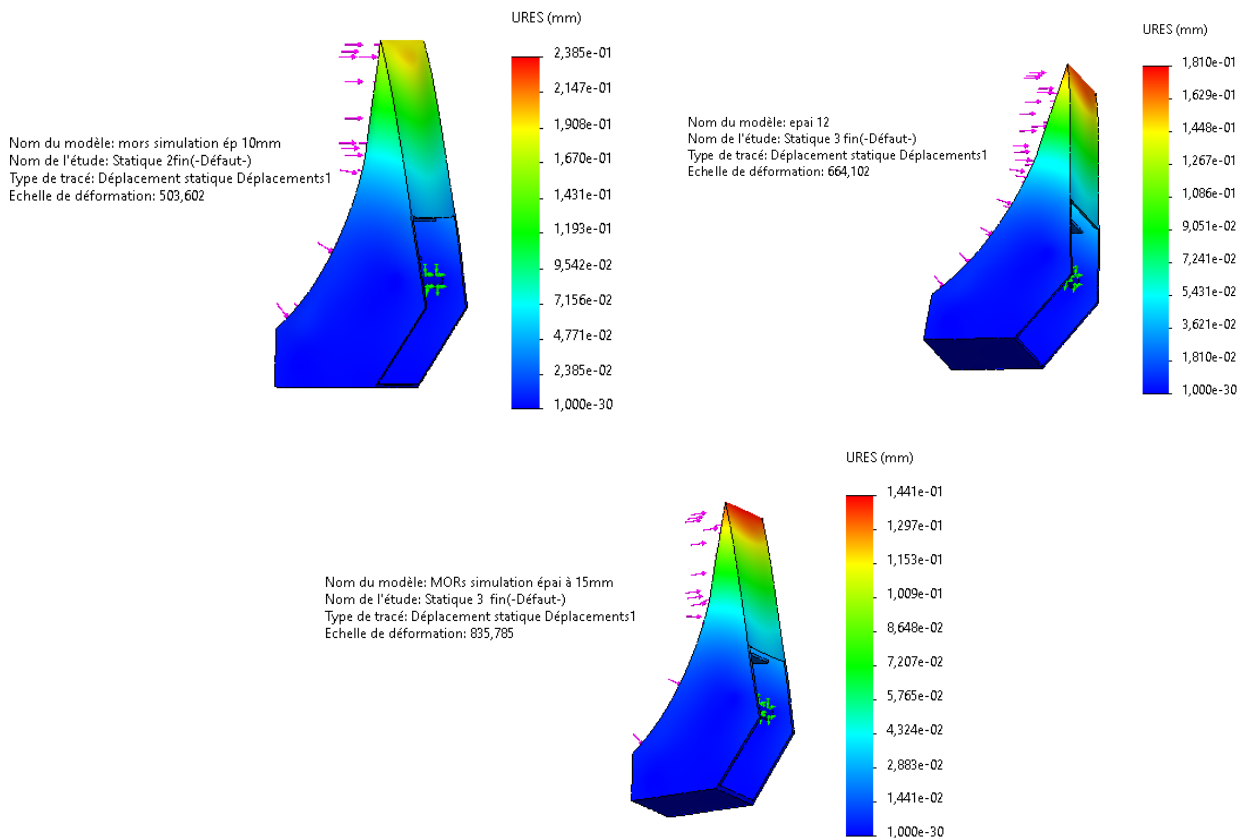 URES (mm)
2,385e-01
2,147e-01
1,908e-01
1,670e-01
1,431e-01
1,193e-01
9,542e-02
7,156e-02
4,771e-02
2,385e-02
1,000e-30
Nom du modèle: mors simulation ép 10mm
Nom de l'étude: Statique 2fin(-Défaut-)
Type de tracé: Déplacement statique Déplacements1
Echelle de déformation: 503,602
URES (mm)
1,810e-01
1,629e-01
1,448e-01
1,267e-01
1,086e-01
9,051e-02
7,241e-02
5,431e-02
3,621e-02
1,810e-02
1,000e-30
Nom du modèle: epai 12
Nom de l'étude: Statique 3 fin(-Défaut-)
Type de tracé: Déplacement statique Déplacements1
Echelle de déformation: 664,102
URES (mm)
1,441e-01
1,297e-01
1,153e-01
1,009e-01
8,648e-02
7,207e-02
5,765e-02
4,324e-02
2,883e-02
1,441e-02
1,000e-30
Nom du modèle: MORs simulation épai à 15mm
Nom de l'étude: Statique 3  fin(-Défaut-)
Type de tracé: Déplacement statique Déplacements1
Echelle de déformation: 835,785